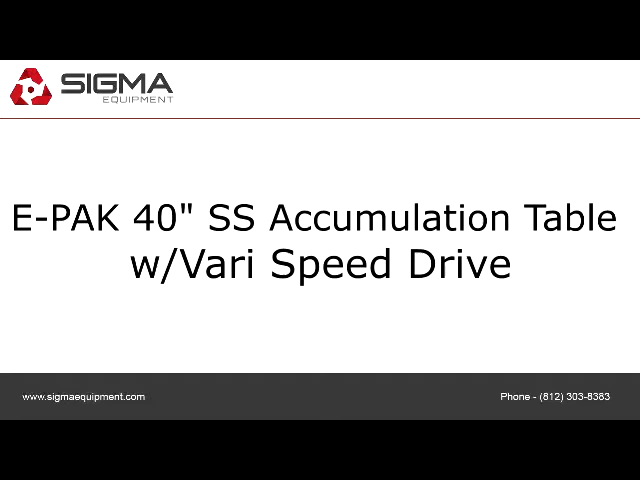 SIGMA
EQUIPMENT
E-PAK 40" SS Accumulation Table
w/Vari Speed Drive
www.sigmaequipment.com
Phone - (812) 303-8383